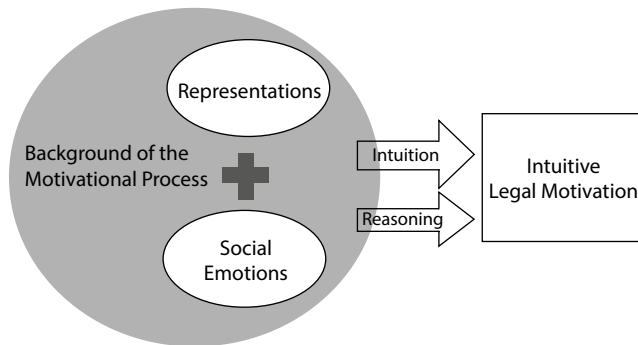 Representations
Background of the
Motivational Process
Social
Emotions
Intuition
Reasoning
Intuitive
Legal Motivation